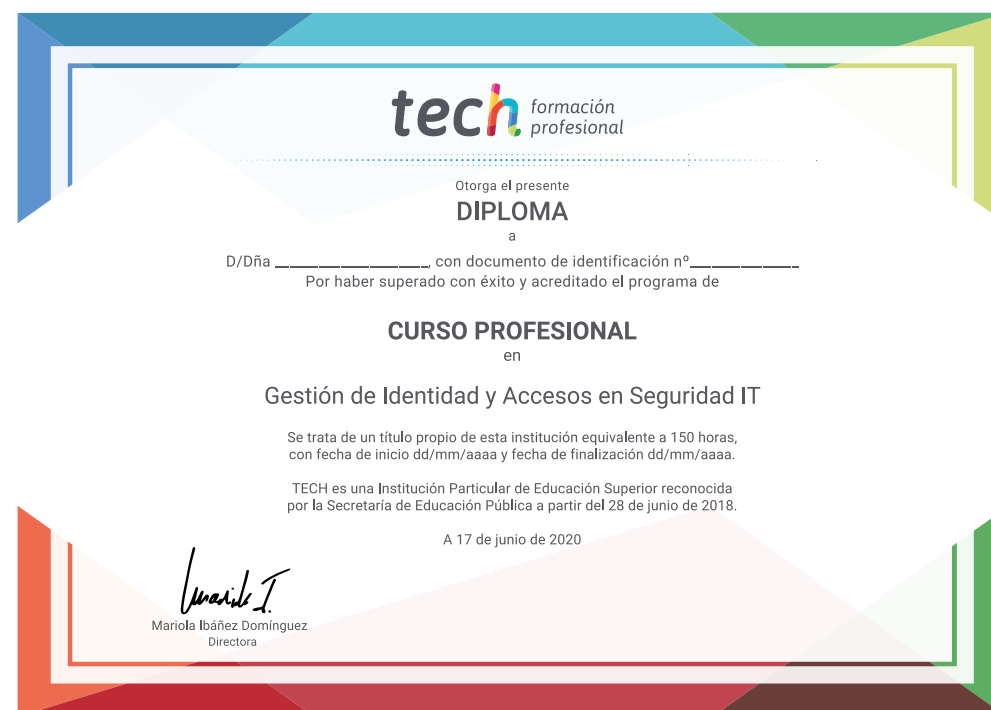 tech formación
profesional
Otorga el presente
DIPLOMA
a
D/Dña ______________________, con documento de identificación nº_______________
Por haber superado con éxito y acreditado el programa de
CURSO PROFESIONAL
en
Gestión de Identidad y Accesos en Seguridad IT
Se trata de un título propio de esta institución equivalente a 150 horas,
con fecha de inicio dd/mm/aaaa y fecha de finalización dd/mm/aaaa.
TECH es una Institución Particular de Educación Superior reconocida
por la Secretaría de Educación Pública a partir del 28 de junio de 2018.
A 17 de junio de 2020
Mariola Ibáñez Domínguez
Directora